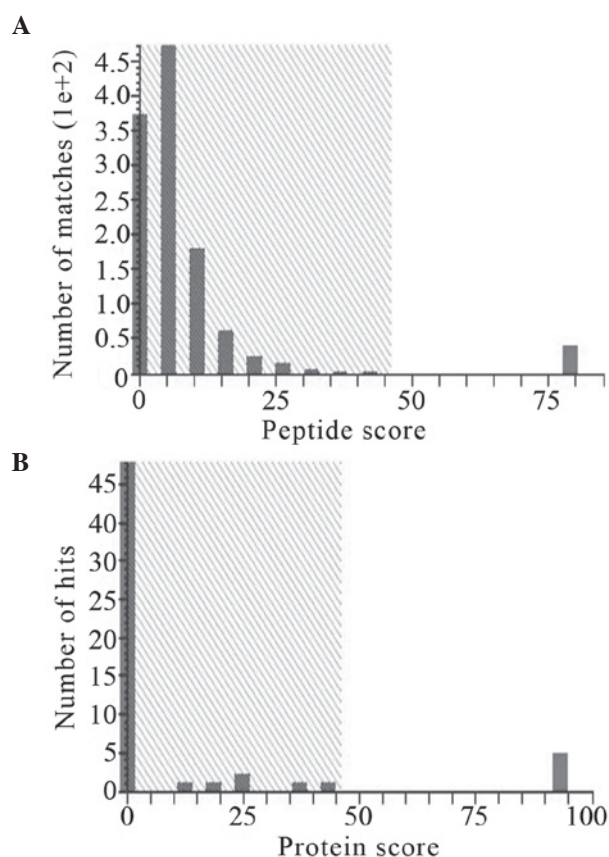 A
Number of matches (1e+2)
4.5
4.0
3.5
3.0
2.5
2.0
1.5
1.0
0.5
0
0 25 50 75
Peptide score
B
Number of hits
45
40
30
25
20
15
10
5
0
0 25 50 75 100
Protein score